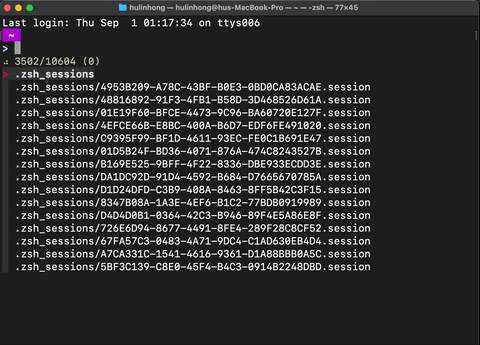 hulinhong — hulinhong@hus-MacBook-Pro — ~ — -zsh — 77×45
Last login: Thu Sep  1 01:17:34 on ttys006
~
>
3502/10604 (0)
> .zsh_sessions
.zsh_sessions/4953B209-A78C-43BF-B0E3-0BD0CA83ACAE.session
.zsh_sessions/48816892-91F3-4FB1-B58D-3D468526D61A.session
.zsh_sessions/01E19F60-BFCE-4473-9C96-BA60720E127F.session
.zsh_sessions/4EFCE66B-E8BC-400A-B6D7-EDF6FE491020.session
.zsh_sessions/C9395F99-BF1D-4611-93EC-FE0C1B691E47.session
.zsh_sessions/01D5B24F-BD36-4071-876A-474C8243527B.session
.zsh_sessions/B169E525-9BFF-4F22-8336-DBE933ECDD3E.session
.zsh_sessions/DA1DC92D-91D4-4592-B684-D7665670785A.session
.zsh_sessions/D1D24DFD-C3B9-408A-8463-8FF5B42C3F15.session
.zsh_sessions/8347B08A-1A3E-4EF6-B1C2-77BDB0919989.session
.zsh_sessions/D4D4D0B1-0364-42C3-B946-89F4E5A86E8F.session
.zsh_sessions/726E6D94-8677-4491-8FE4-289F28C8CF52.session
.zsh_sessions/67FA57C3-0483-4A71-9DC4-C1AD630EB4D4.session
.zsh_sessions/A7CA331C-1541-4616-9361-D1A88BBB0A5C.session
.zsh_sessions/5BF3C139-C8E0-45F4-B4C3-0914B2248DBD.session